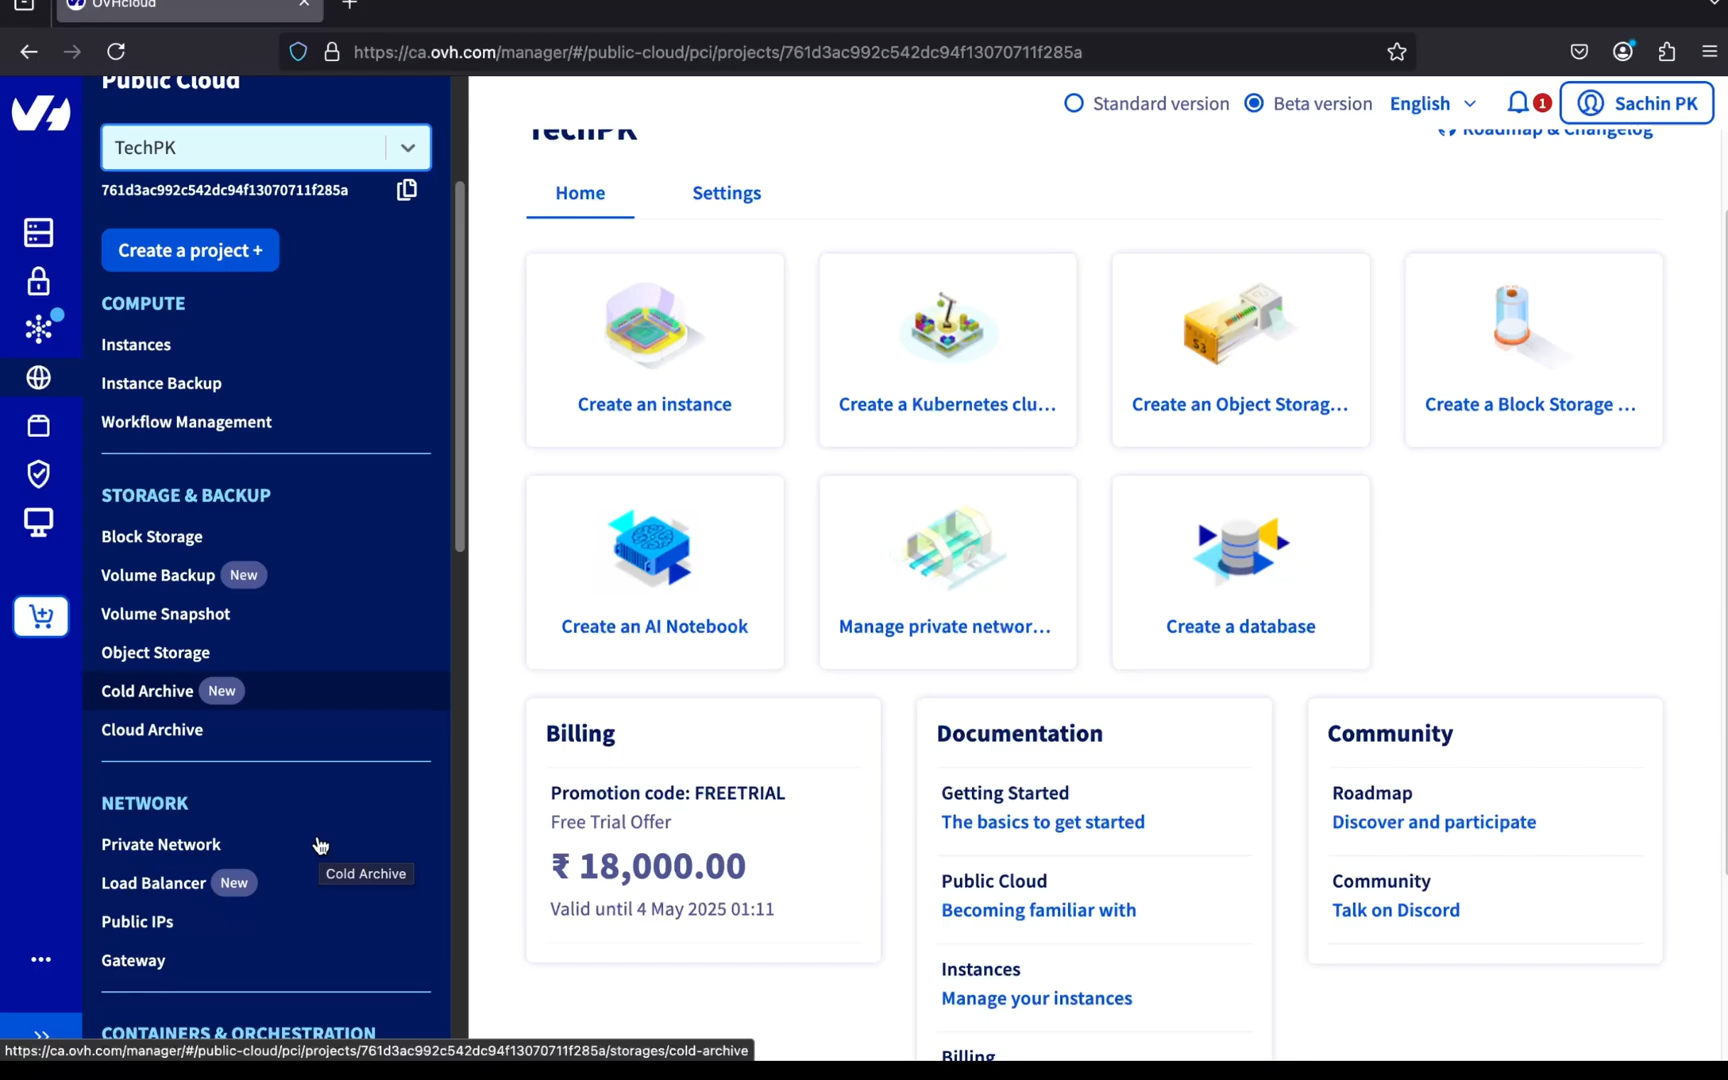 OVHcloud
https://ca.ovh.com/manager/#/public-cloud/pci/projects/761d3ac992c542dc94f13070711f285a
Public Cloud
TechPK
761d3ac992c542dc94f13070711f285a
Create a project +
COMPUTE
Instances
Instance Backup
Workflow Management
STORAGE & BACKUP
Block Storage
Volume Backup New
Volume Snapshot
Object Storage
Cold Archive New
Cloud Archive
NETWORK
Private Network
Cold Archive
Load Balancer New
Public IPs
Gateway
CONTAINERS & ORCHESTRATION
https://ca.ovh.com/manager/#/public-cloud/pci/projects/761d3ac992c542dc94f13070711f285a/storages/cold-archive
Standard version
Beta version
English
1
Sachin PK
TechPK
Roadmap & Changelog
Home
Settings
Create an instance
Create a Kubernetes clu...
S3
Create an Object Storag...
Create a Block Storage ...
Create an AI Notebook
Manage private networ...
Create a database
Billing
Promotion code: FREETRIAL
Free Trial Offer
₹ 18,000.00
Valid until 4 May 2025 01:11
Documentation
Getting Started
The basics to get started
Public Cloud
Becoming familiar with
Instances
Manage your instances
Billing
Community
Roadmap
Discover and participate
Community
Talk on Discord